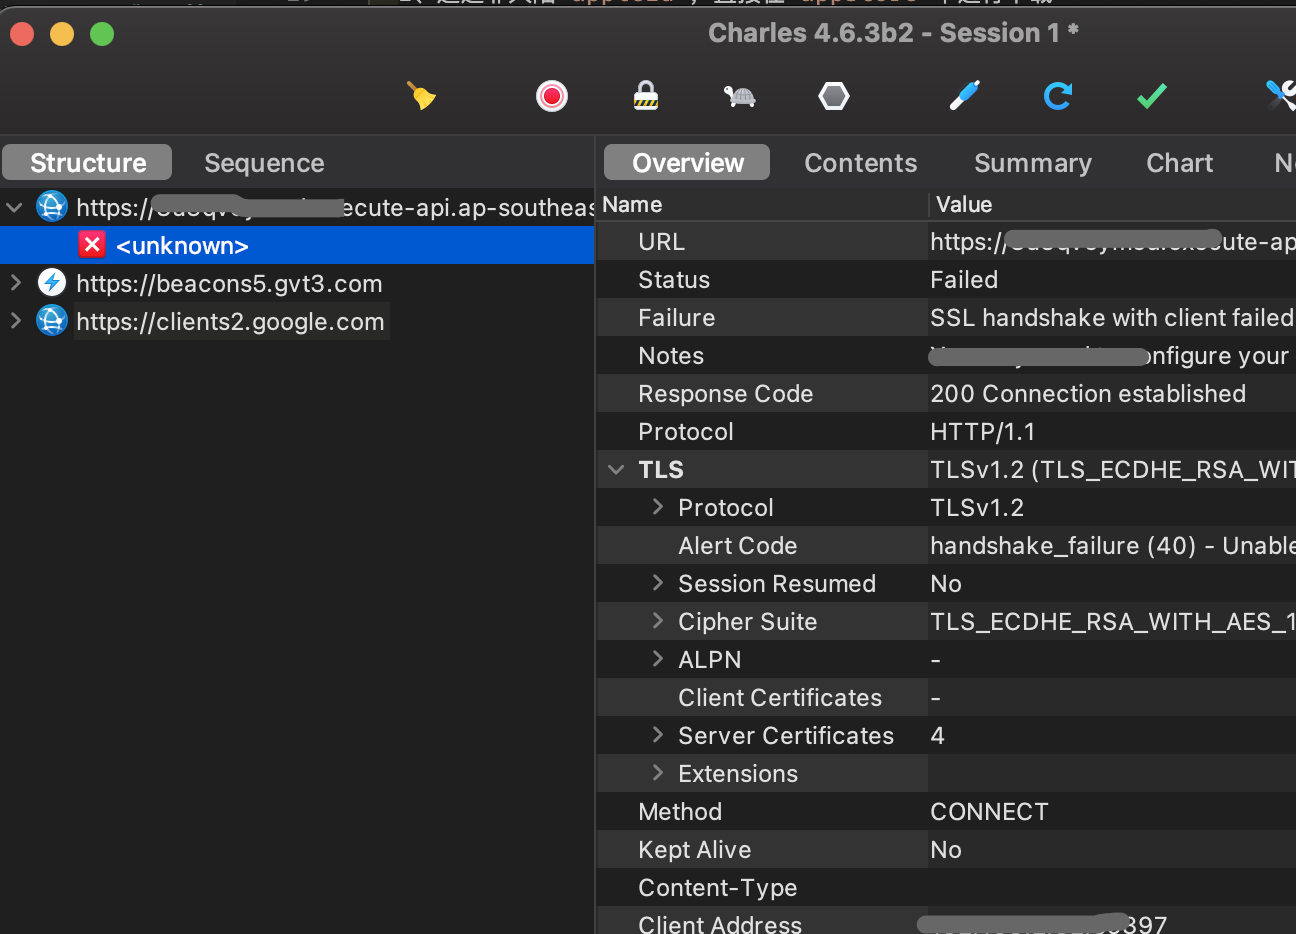 Charles 4.6.3b2 - Session 1 *
Structure
Sequence
https://
ecute-api.ap-southeas
<unknown>
https://beacons5.gvt3.com
https://clients2.google.com
Overview
Contents
Summary
Chart
Name
Value
URL
https://
ute-ap
Status
Failed
Failure
SSL handshake with client failed
Notes
onfigure your
Response Code
200 Connection established
Protocol
HTTP/1.1
TLS
TLSv1.2 (TLS_ECDHE_RSA_WIT
Protocol
TLSv1.2
Alert Code
handshake_failure (40) - Unable
Session Resumed
No
Cipher Suite
TLS_ECDHE_RSA_WITH_AES_1
ALPN
-
Client Certificates
-
Server Certificates
4
Extensions
Method
CONNECT
Kept Alive
No
Content-Type
Client Address
397